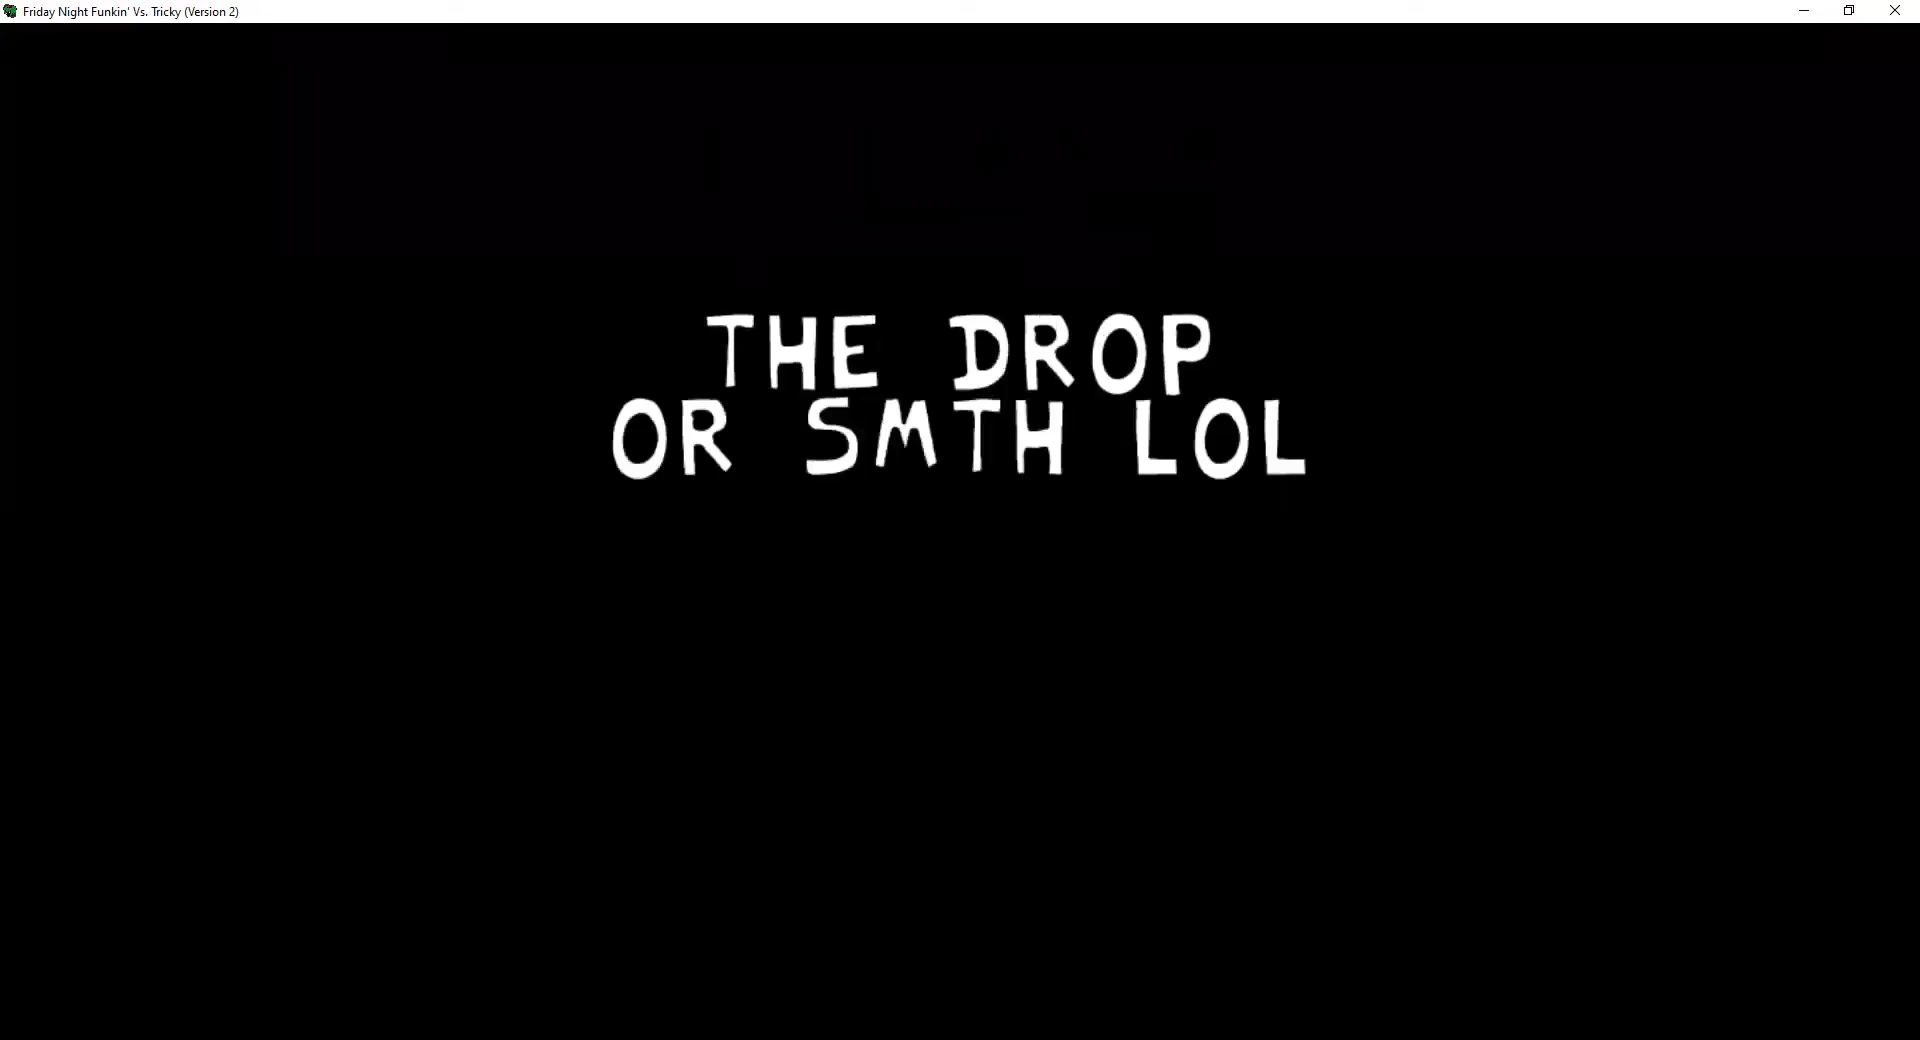 Friday Night Funkin' Vs. Tricky (Version 2)
THE DROP
OR SMTH LOL